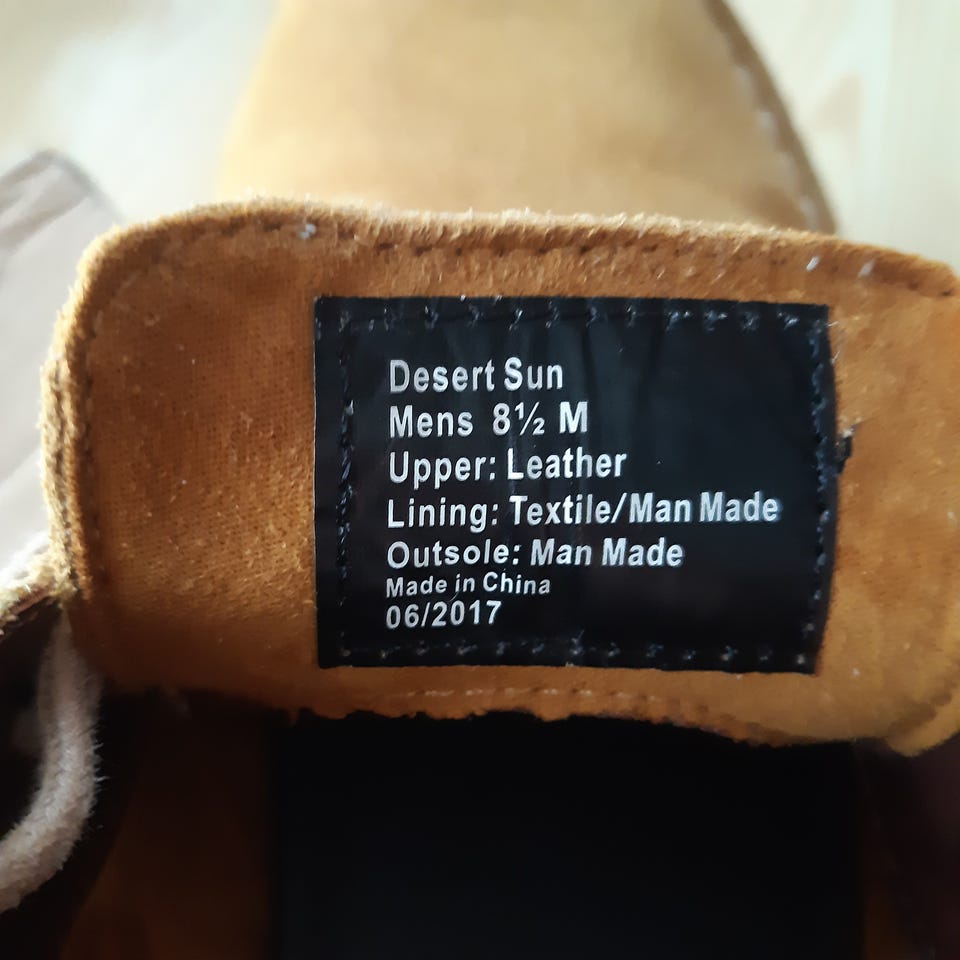 Desert Sun
Mens 8½ M
Upper: Leather
Lining: Textile/Man Made
Outsole: Man Made
Made in China
06/2017